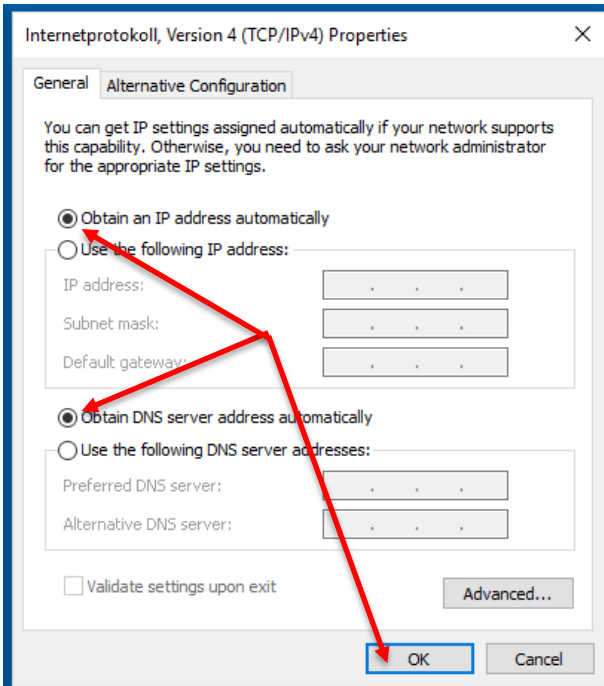 Internetprotokoll, Version 4 (TCP/IPv4) Properties
General
Alternative Configuration
You can get IP settings assigned automatically if your network supports
this capability. Otherwise, you need to ask your network administrator
for the appropriate IP settings.
Obtain an IP address automatically
Use the following IP address:
IP address:
Subnet mask:
Default gateway:
Obtain DNS server address automatically
Use the following DNS server addresses:
Preferred DNS server:
Alternative DNS server:
Validate settings upon exit
Advanced...
OK
Cancel